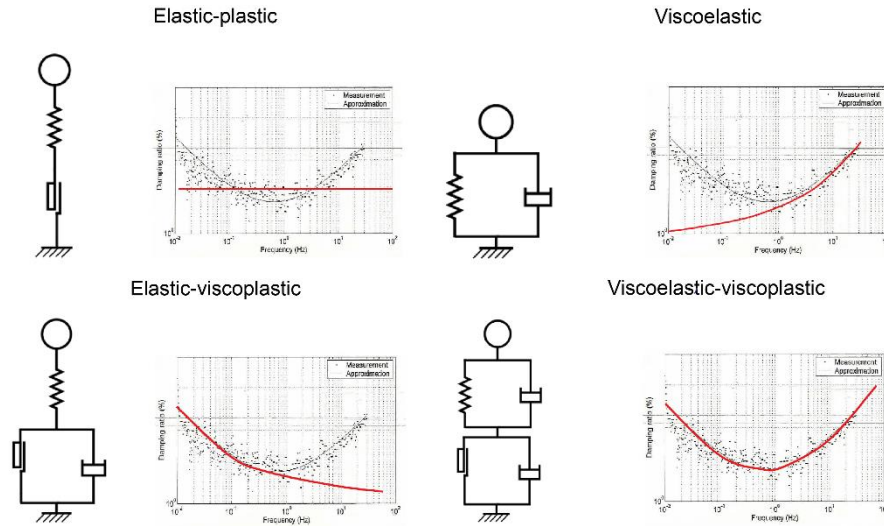 Elastic-plastic
Viscoelastic
Measurement
Approximation
Damping ratio (%)
Frequency (Hz)
Measurement
Approximation
Damping ratio (%)
Frequency (Hz)
Elastic-viscoplastic
Viscoelastic-viscoplastic
Measurement
Approximation
Damping ratio (%)
Frequency (Hz)
Measurement
Approximation
Damping ratio (%)
Frequency (Hz)